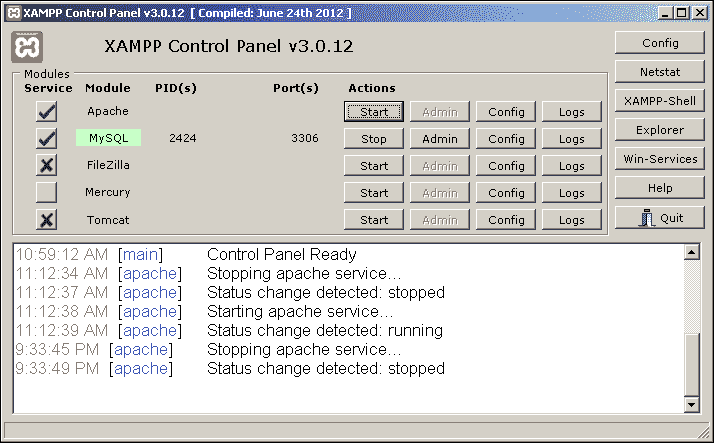 XAMPP Control Panel v3.0.12 [ Compiled: June 24th 2012 ]
XAMPP Control Panel v3.0.12
Config
Modules
Netstat
Service Module PID(s) Port(s) Actions
Apache Start Admin Config Logs
XAMPP-Shell
MySQL 2424 3306 Stop Admin Config Logs
Explorer
FileZilla Start Admin Config Logs
Win-Services
Mercury Start Admin Config Logs
Help
Tomcat Start Admin Config Logs
Quit
10:59:12 AM [main] Control Panel Ready
11:12:34 AM [apache] Stopping apache service...
11:12:37 AM [apache] Status change detected: stopped
11:12:38 AM [apache] Starting apache service...
11:12:39 AM [apache] Status change detected: running
9:33:45 PM [apache] Stopping apache service...
9:33:49 PM [apache] Status change detected: stopped